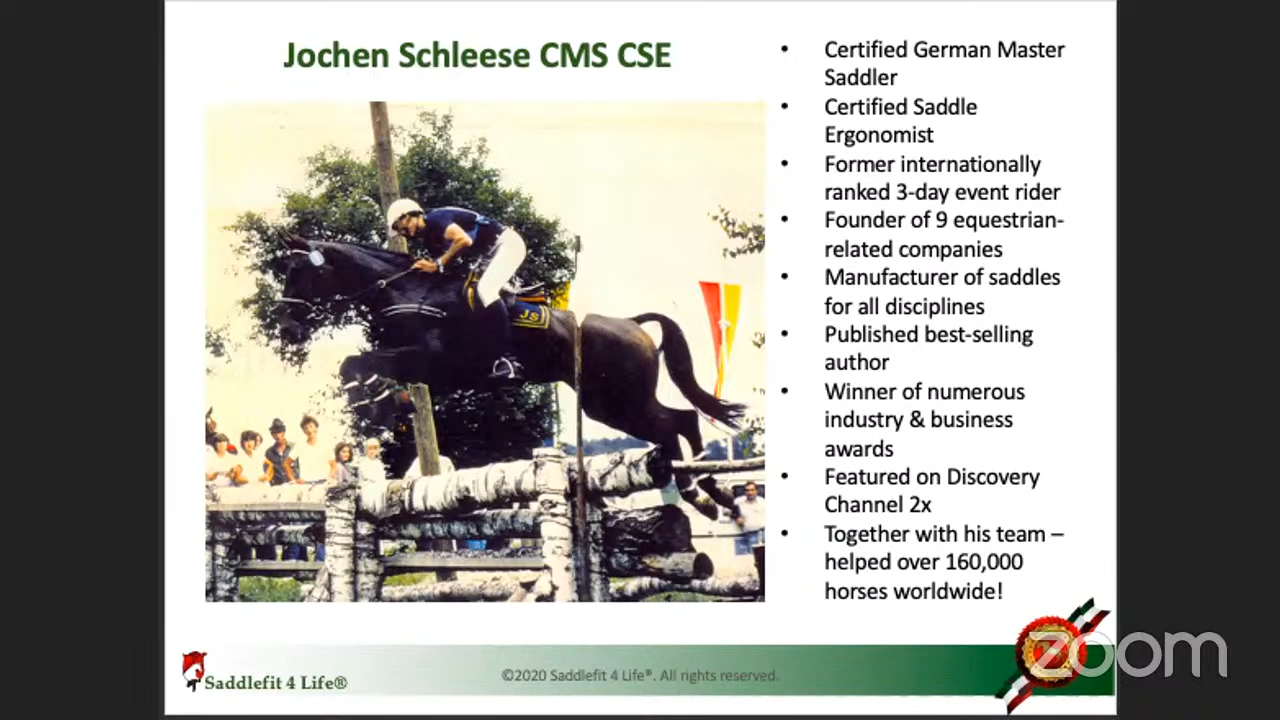 Jochen Schleese CMS CSE
• Certified German Master
Saddler
• Certified Saddle
Ergonomist
• Former internationally
ranked 3-day event rider
• Founder of 9 equestrian-
related companies
• Manufacturer of saddles
for all disciplines
• Published best-selling
author
• Winner of numerous
industry & business
awards
• Featured on Discovery
Channel 2x
• Together with his team –
helped over 160,000
horses worldwide!
JS
Saddlefit 4 Life®
©2020 Saddlefit 4 Life®. All rights reserved.
zoom